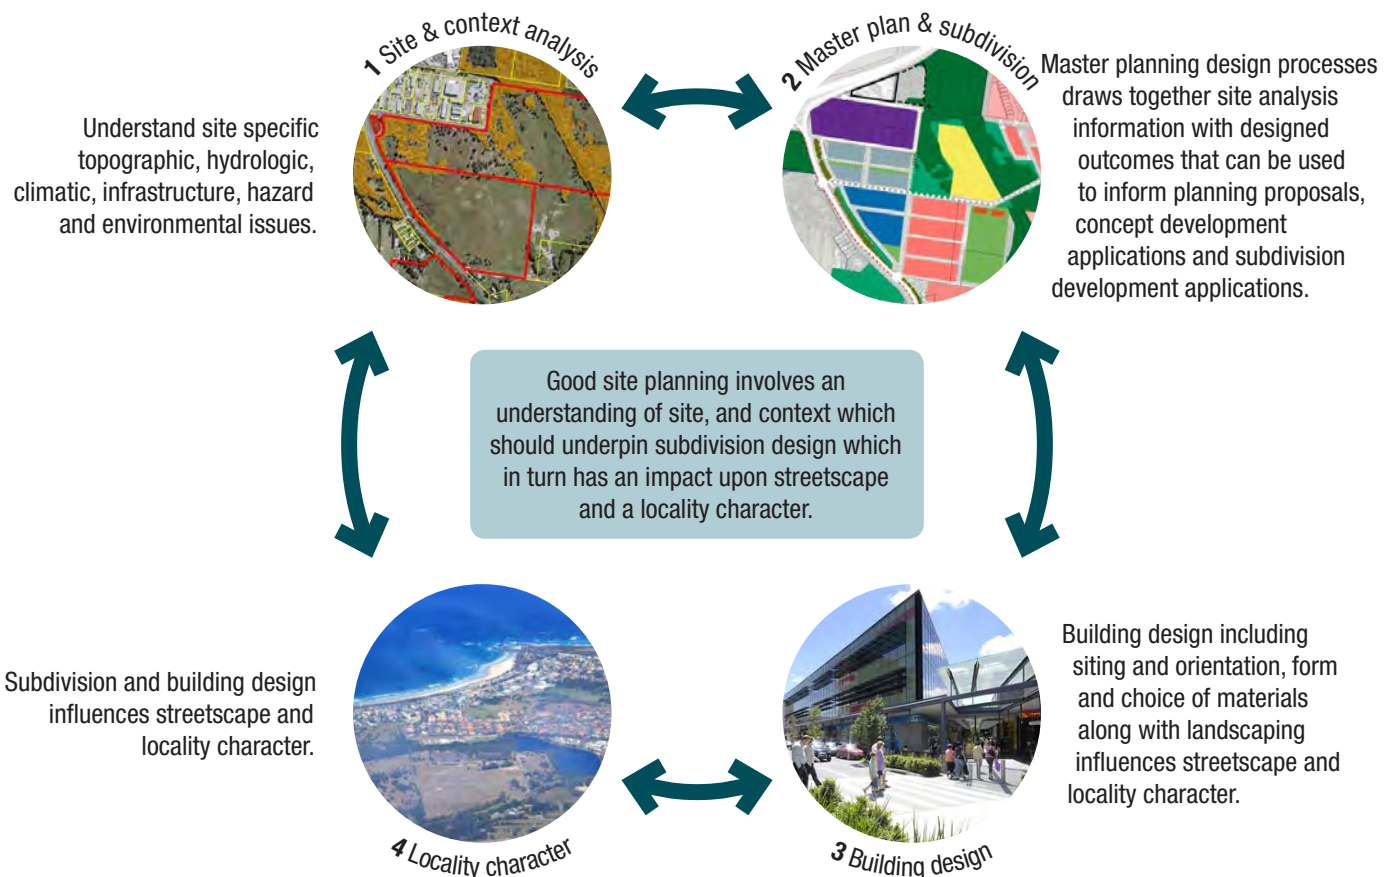 1 Site & context analysis
Understand site specific
topographic, hydrologic,
climatic, infrastructure, hazard
and environmental issues.
2 Master plan & subdivision
Master planning design processes
draws together site analysis
information with designed
outcomes that can be used
to inform planning proposals,
concept development
applications and subdivision
development applications.
Good site planning involves an
understanding of site, and context which
should underpin subdivision design which
in turn has an impact upon streetscape
and a locality character.
Subdivision and building design
influences streetscape and
locality character.
4 Locality character
Building design including
siting and orientation, form
and choice of materials
along with landscaping
influences streetscape and
locality character.
3 Building design